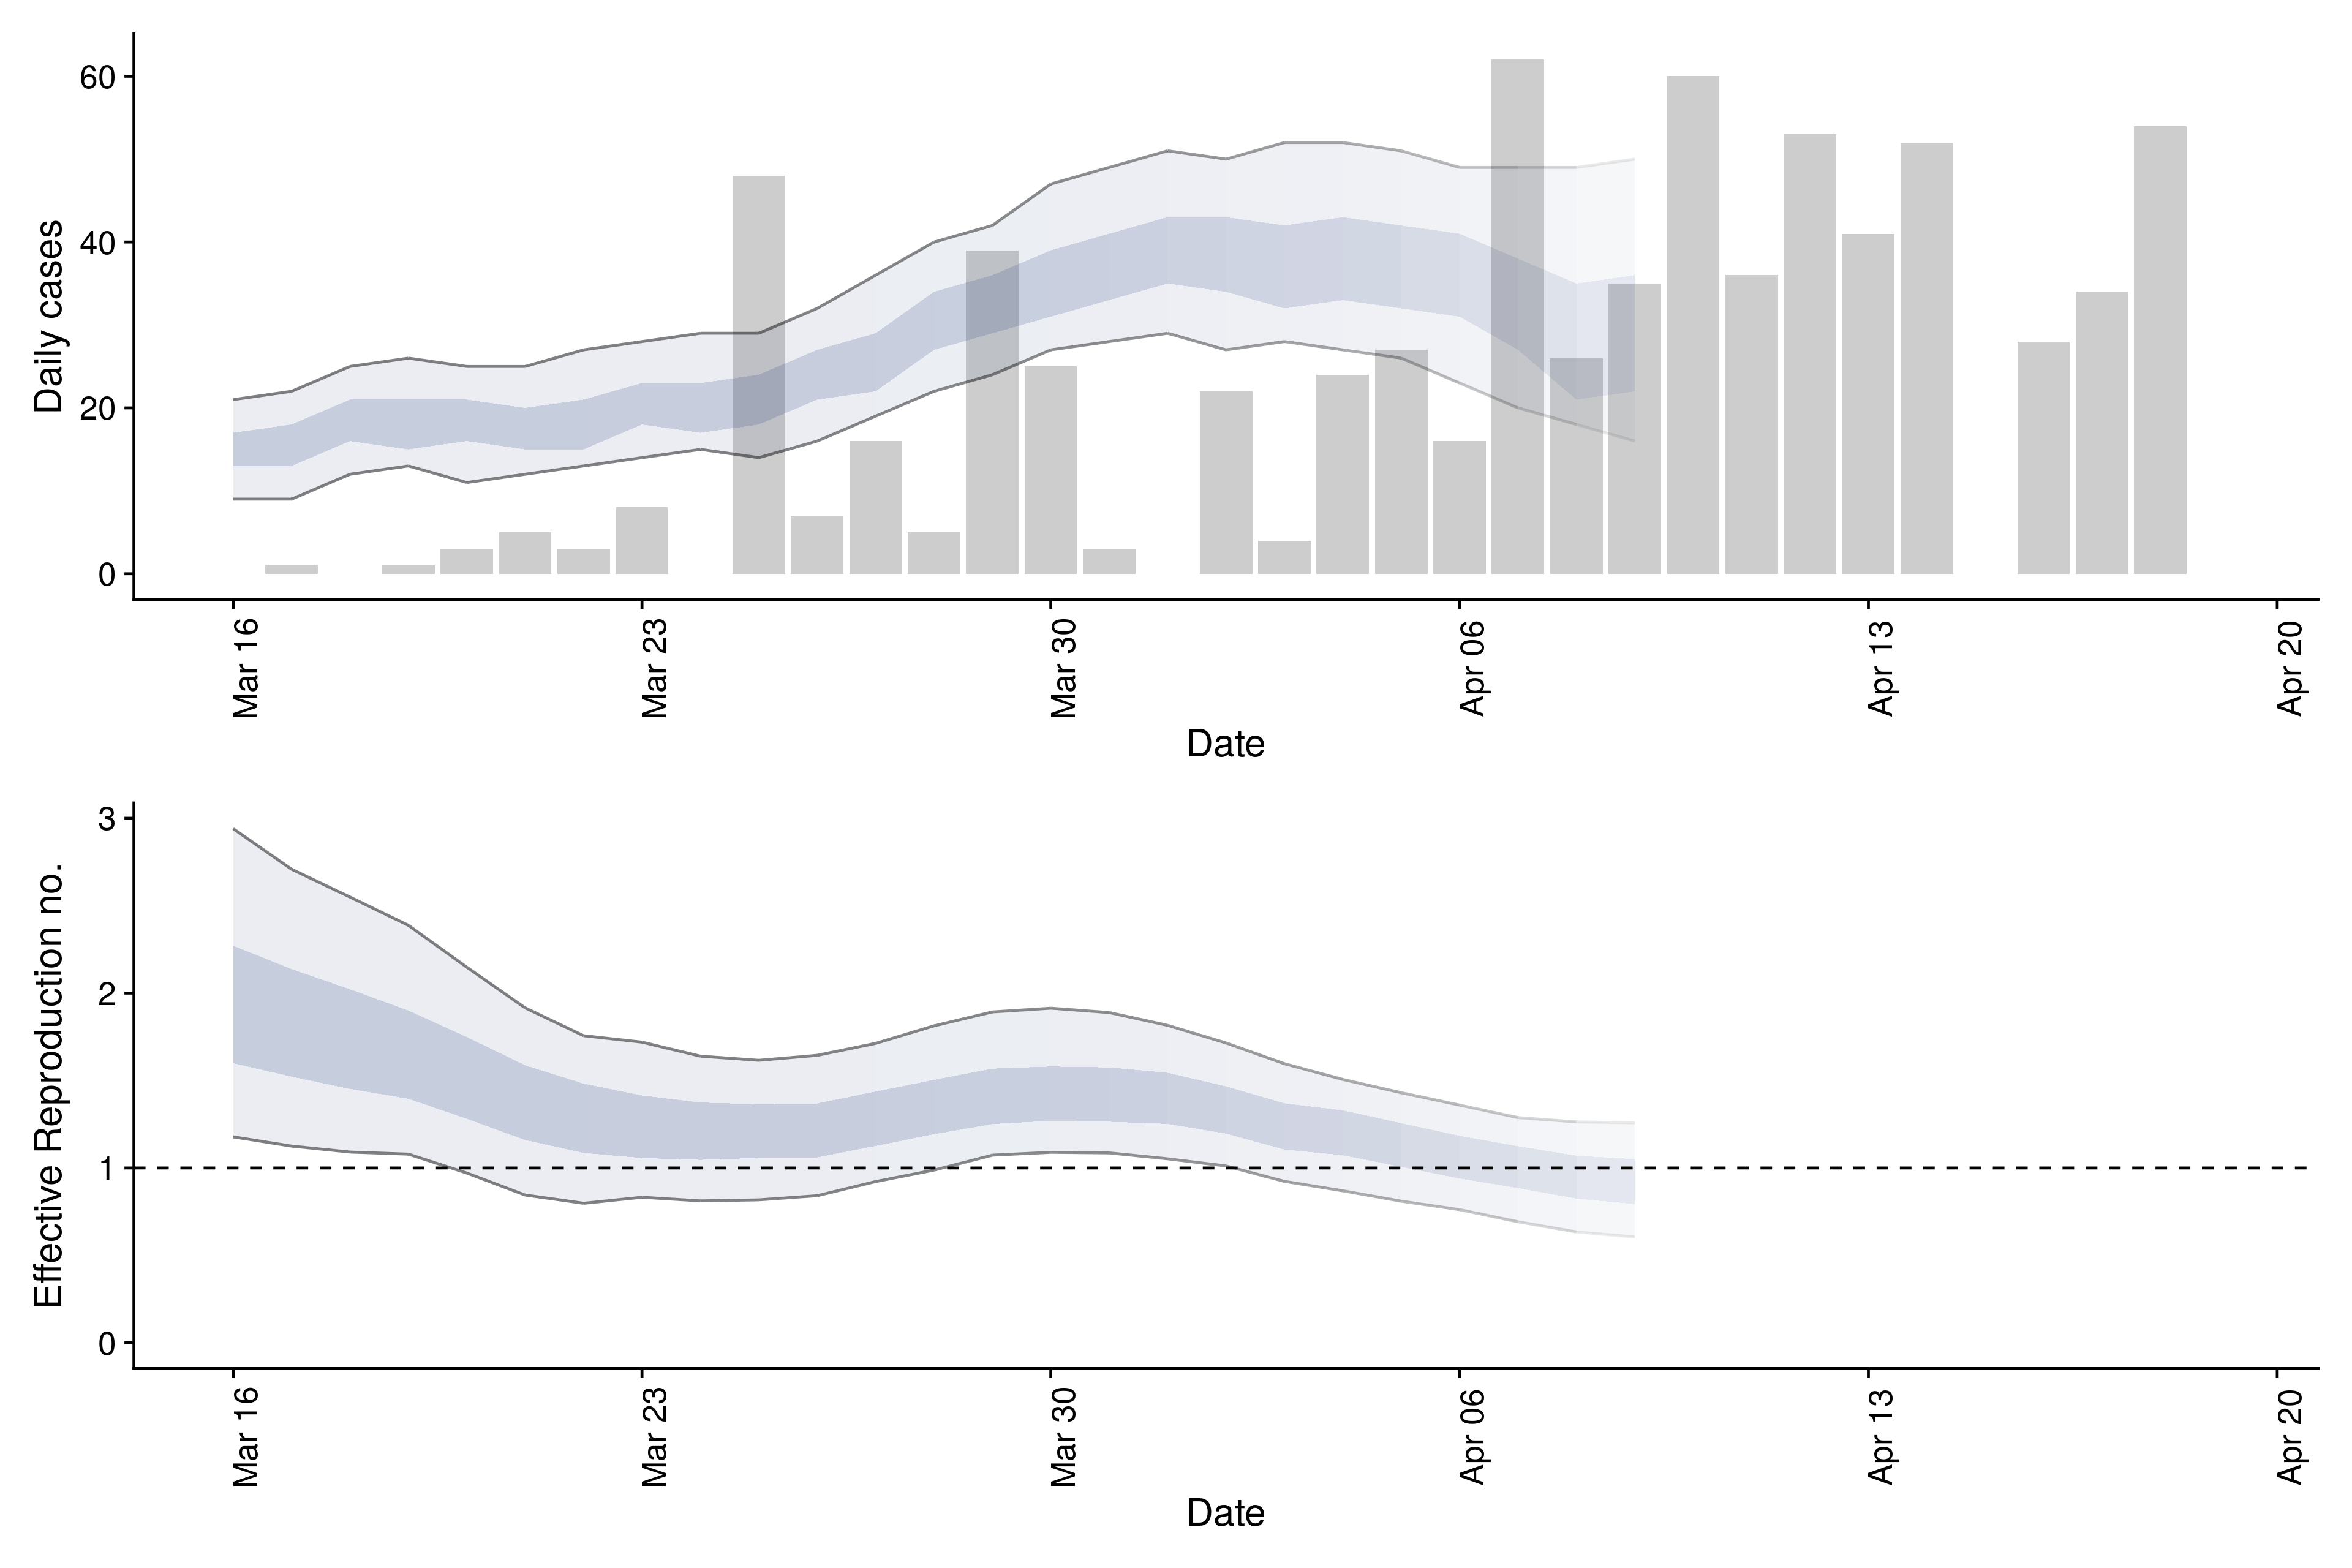 Daily cases
60
40
20
0
Mar 16
Mar 23
Mar 30
Apr 06
Apr 13
Apr 20
Date
Effective Reproduction no.
3
2
1
0
Mar 16
Mar 23
Mar 30
Apr 06
Apr 13
Apr 20
Date